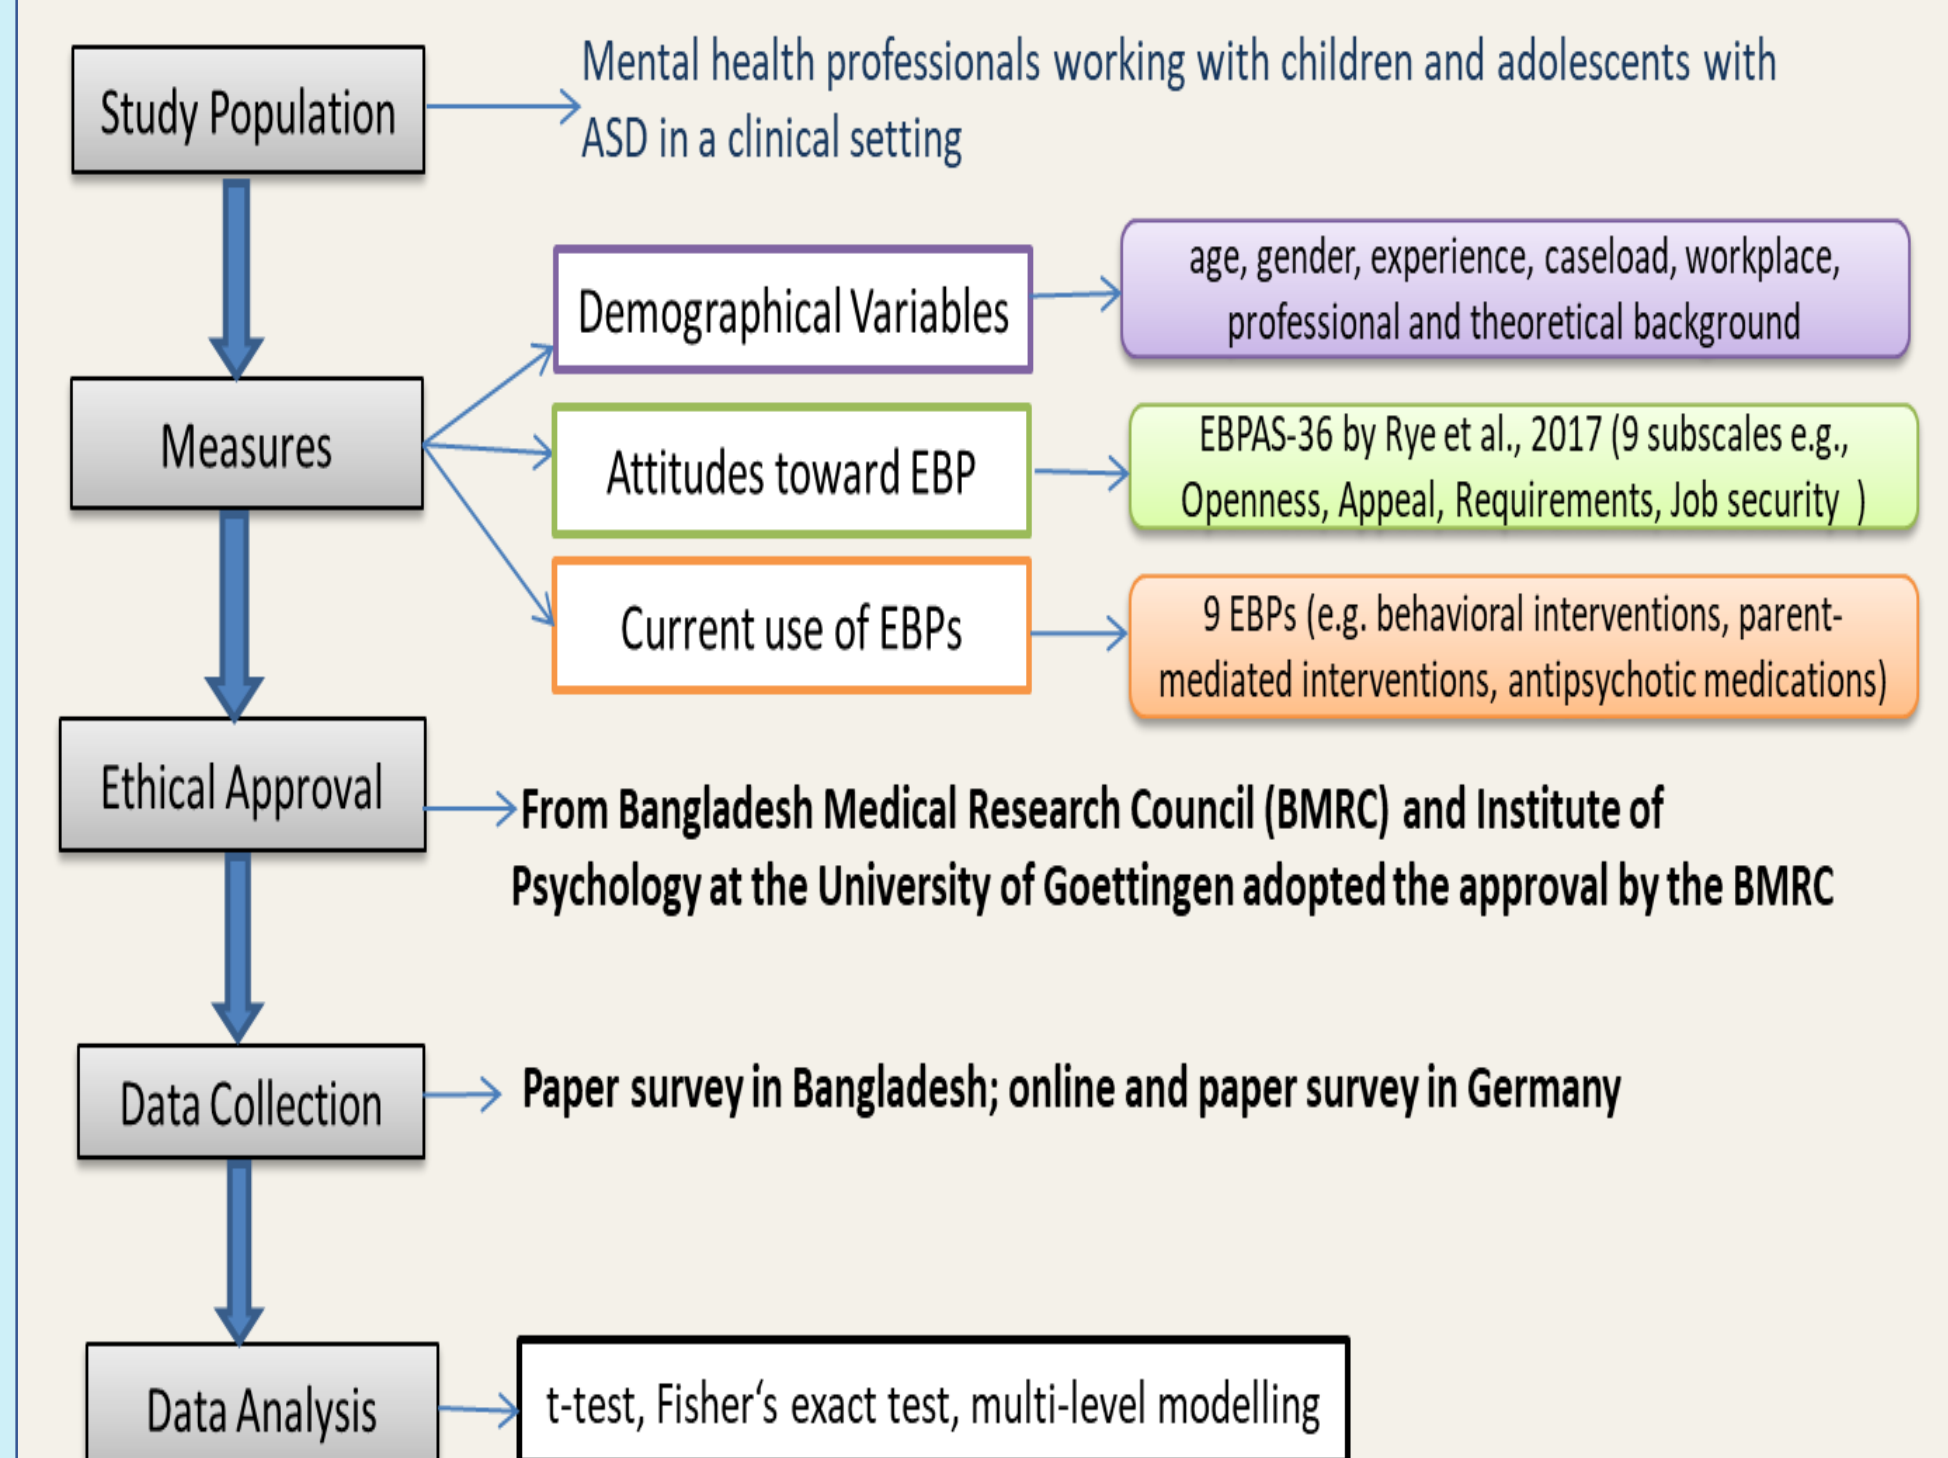 Study Population
Mental health professionals working with children and adolescents with
ASD in a clinical setting
Measures
Demographical Variables
age, gender, experience, caseload, workplace,
professional and theoretical background
Attitudes toward EBP
EBPAS-36 by Rye et al., 2017 (9 subscales e.g.,
Openness, Appeal, Requirements, Job security )
Current use of EBPs
9 EBPs (e.g. behavioral interventions, parent-
mediated interventions, antipsychotic medications)
Ethical Approval
From Bangladesh Medical Research Council (BMRC) and Institute of
Psychology at the University of Goettingen adopted the approval by the BMRC
Data Collection
Paper survey in Bangladesh; online and paper survey in Germany
Data Analysis
t-test, Fisher‘s exact test, multi-level modelling